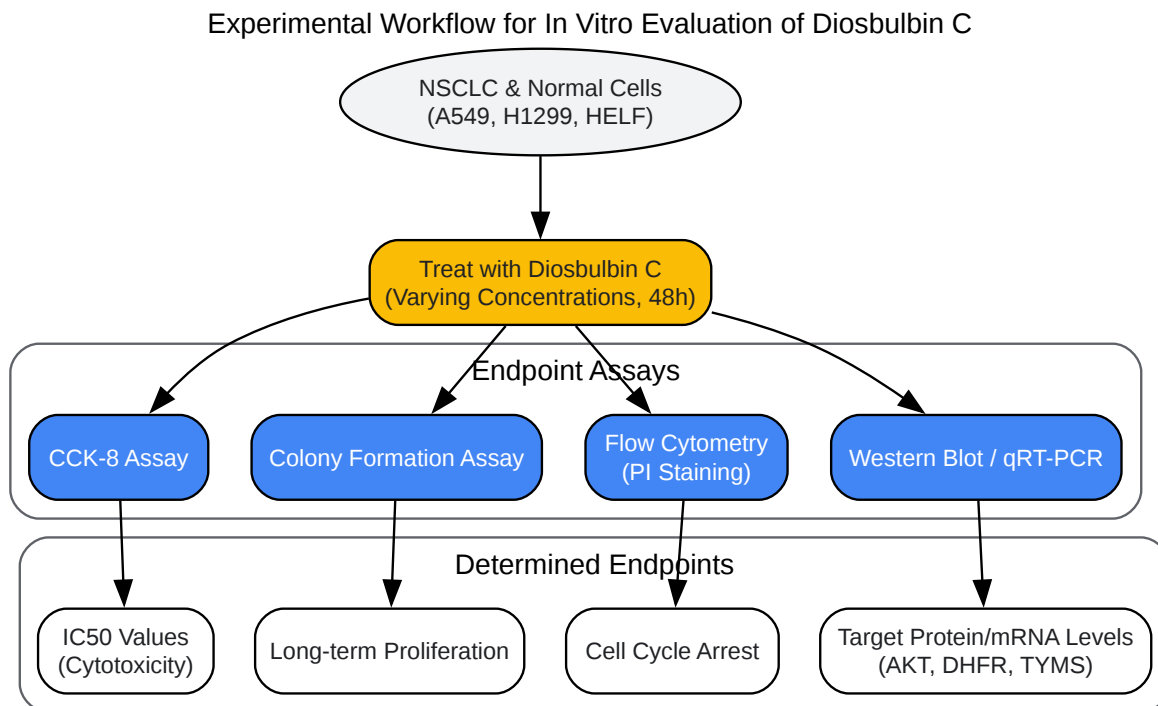 Experimental Workflow for In Vitro Evaluation of Diosbulbin C
NSCLC & Normal Cells
(A549, H1299, HELF)
Treat with Diosbulbin C
(Varying Concentrations, 48h)
Endpoint Assays
CCK-8 Assay
Colony Formation Assay
Flow Cytometry
(PI Staining)
Western Blot / qRT-PCR
Determined Endpoints
IC50 Values
(Cytotoxicity)
Long-term Proliferation
Cell Cycle Arrest
Target Protein/mRNA Levels
(AKT, DHFR, TYMS)